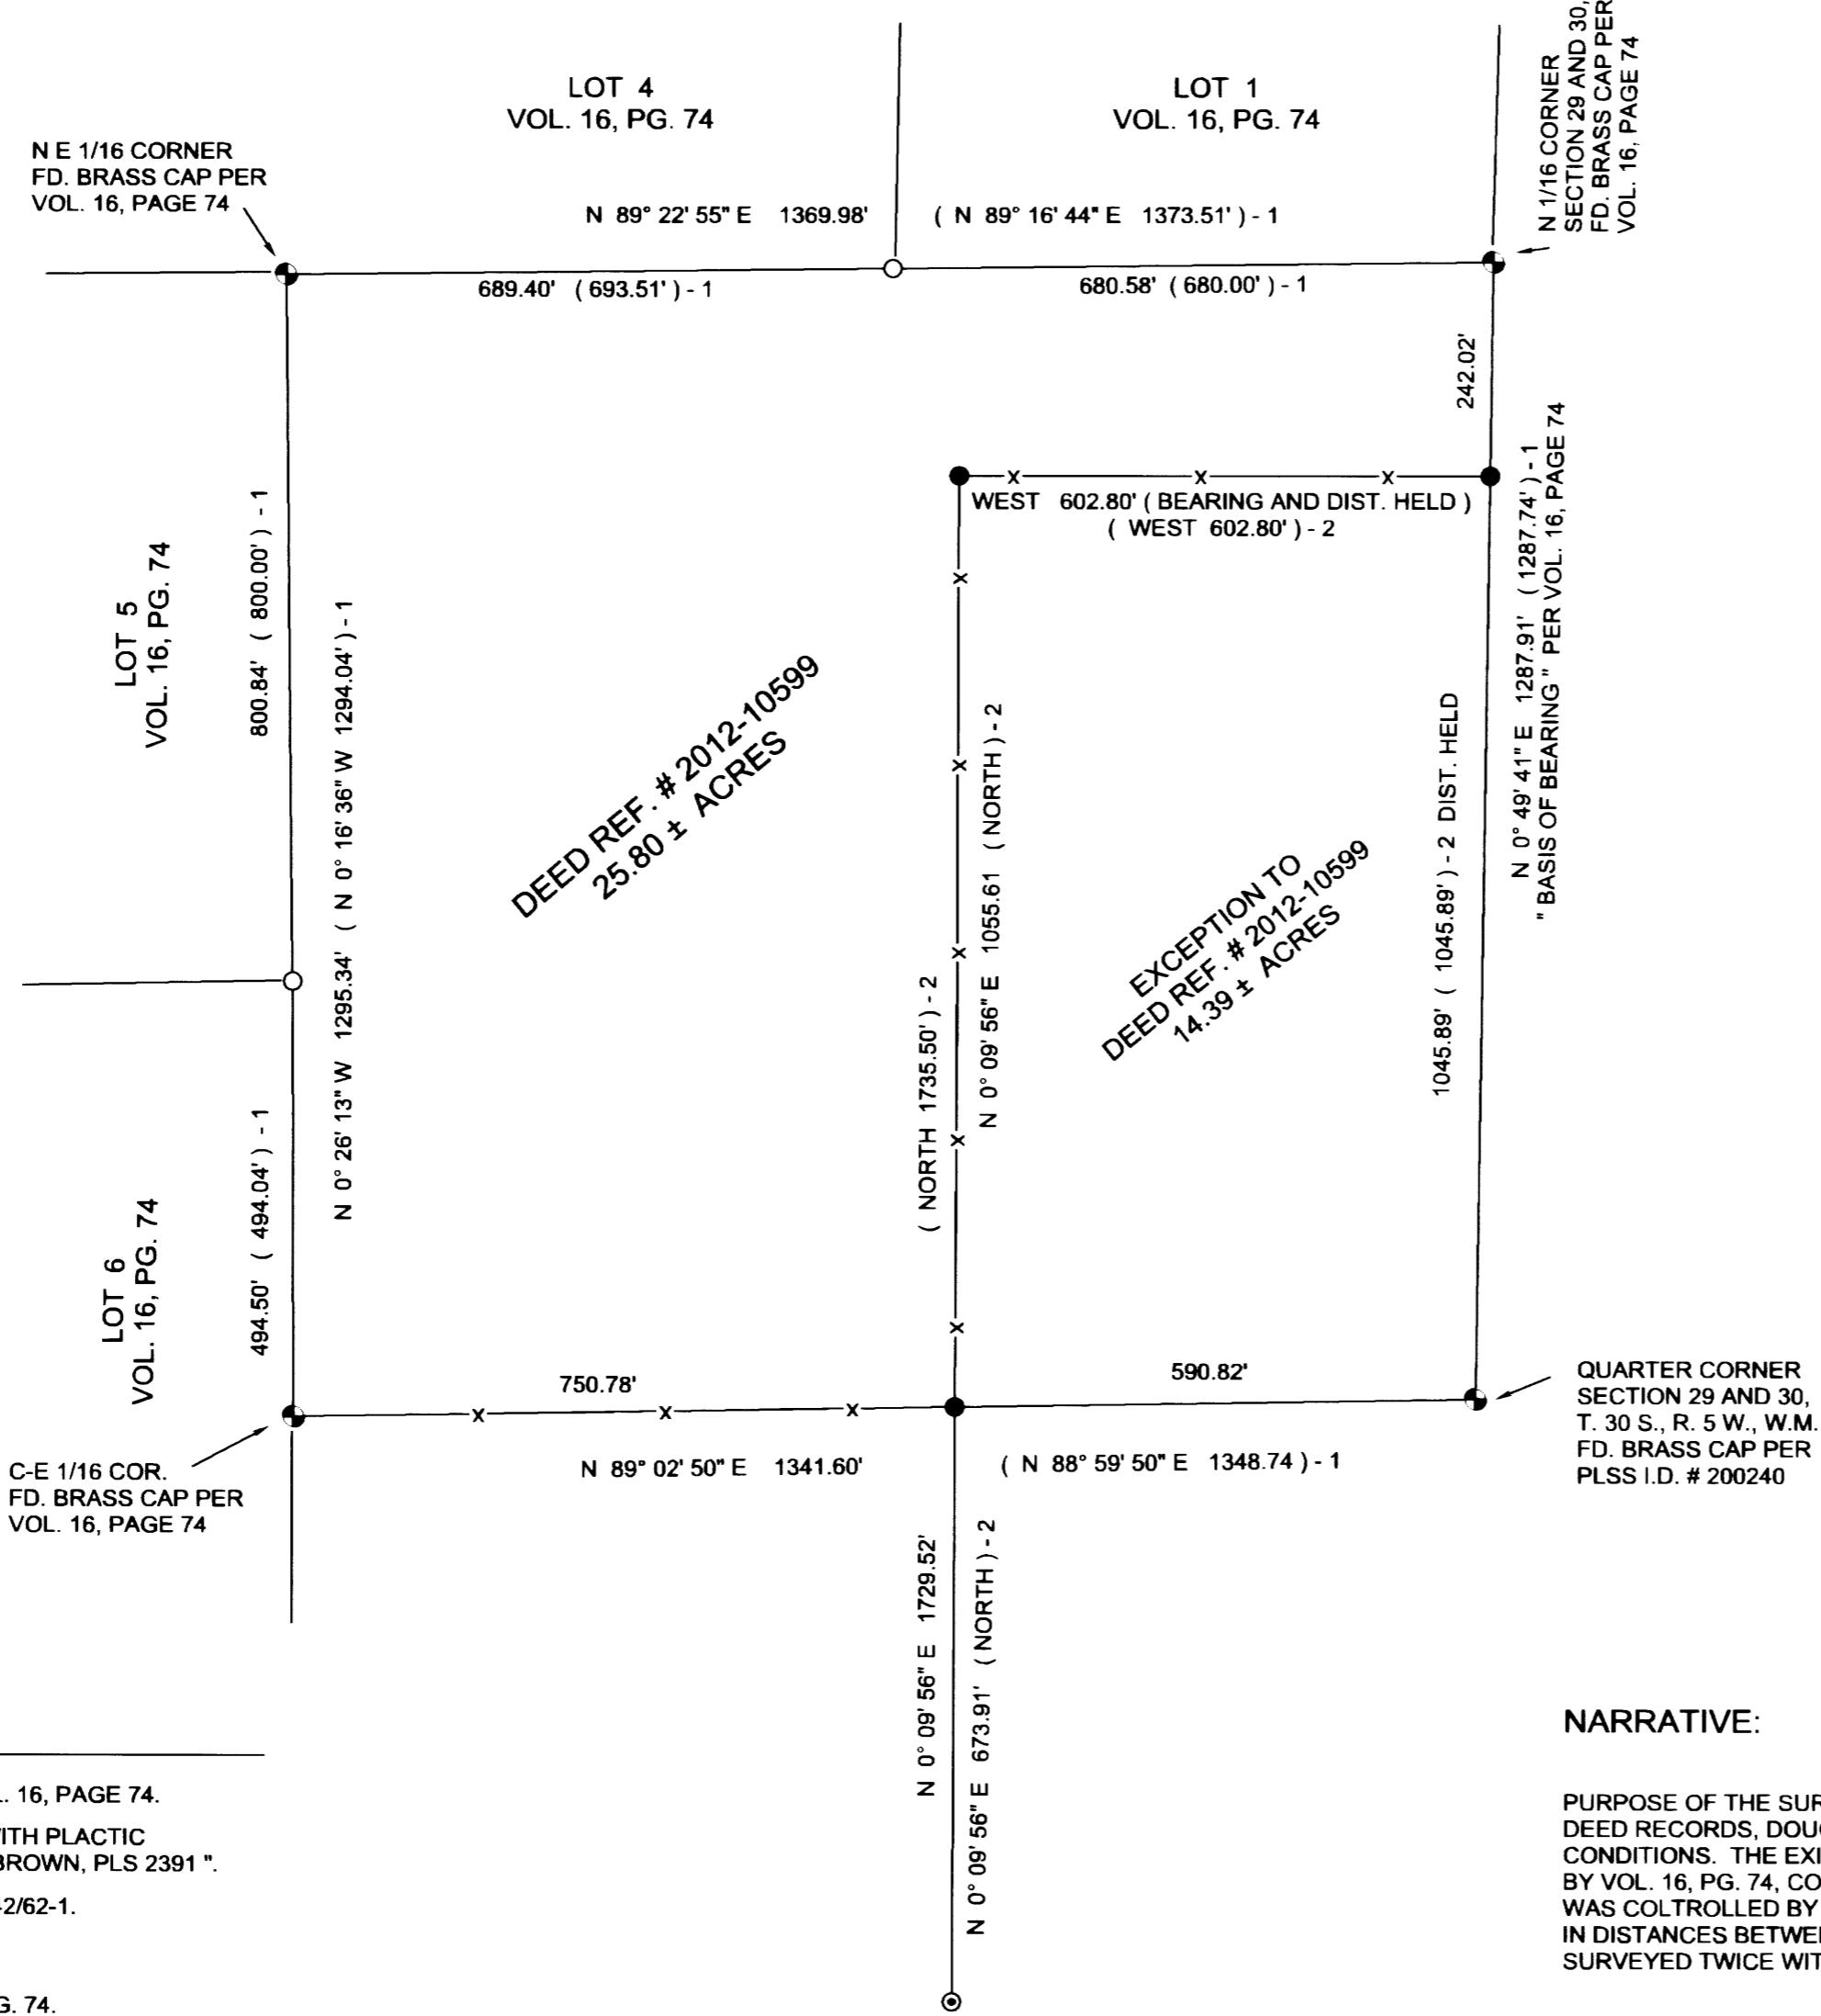 LOT 4
VOL. 16, PG. 74
LOT 1
VOL. 16, PG. 74
N 1/16 CORNER
SECTION 29 AND 30,
FD. BRASS CAP PER
VOL. 16, PAGE 74
N E 1/16 CORNER
FD. BRASS CAP PER
VOL. 16, PAGE 74
N 89° 22' 55" E 1369.98' ( N 89° 16' 44" E 1373.51' ) - 1
689.40' ( 693.51' ) - 1
680.58' ( 680.00' ) - 1
242.02'
WEST 602.80' ( BEARING AND DIST. HELD )
( WEST 602.80' ) - 2
N 0° 49' 41" E 1287.91' ( 1287.74' ) - 1
" BASIS OF BEARING " PER VOL. 16, PAGE 74
LOT 5
VOL. 16, PG. 74
800.84' ( 800.00' ) - 1
N 0° 26' 13" W 1295.34' ( N 0° 16' 36" W 1294.04' ) - 1
DEED REF. # 2012-10599
25.80 ± ACRES
( NORTH 1735.50' ) - 2
N 0° 09' 56" E 1055.61 ( NORTH ) - 2
EXCEPTION TO
DEED REF. # 2012-10599
14.39 ± ACRES
1045.89' ( 1045.89' ) - 2 DIST. HELD
LOT 6
VOL. 16, PG. 74
494.50' ( 494.04' ) - 1
750.78'
590.82'
QUARTER CORNER
SECTION 29 AND 30,
T. 30 S., R. 5 W., W.M.
FD. BRASS CAP PER
PLSS I.D. # 200240
C-E 1/16 COR.
FD. BRASS CAP PER
VOL. 16, PAGE 74
N 89° 02' 50" E 1341.60' ( N 88° 59' 50" E 1348.74 ) - 1
N 0° 09' 56" E 1729.52'
N 0° 09' 56" E 673.91' ( NORTH ) - 2
. 16, PAGE 74.
ITH PLACTIC
BROWN, PLS 2391 ".
2/62-1.
G. 74.
NARRATIVE:
PURPOSE OF THE SUR
DEED RECORDS, DOU
CONDITIONS. THE EXI
BY VOL. 16, PG. 74, CO
WAS COLTROLLED BY
IN DISTANCES BETWE
SURVEYED TWICE WIT